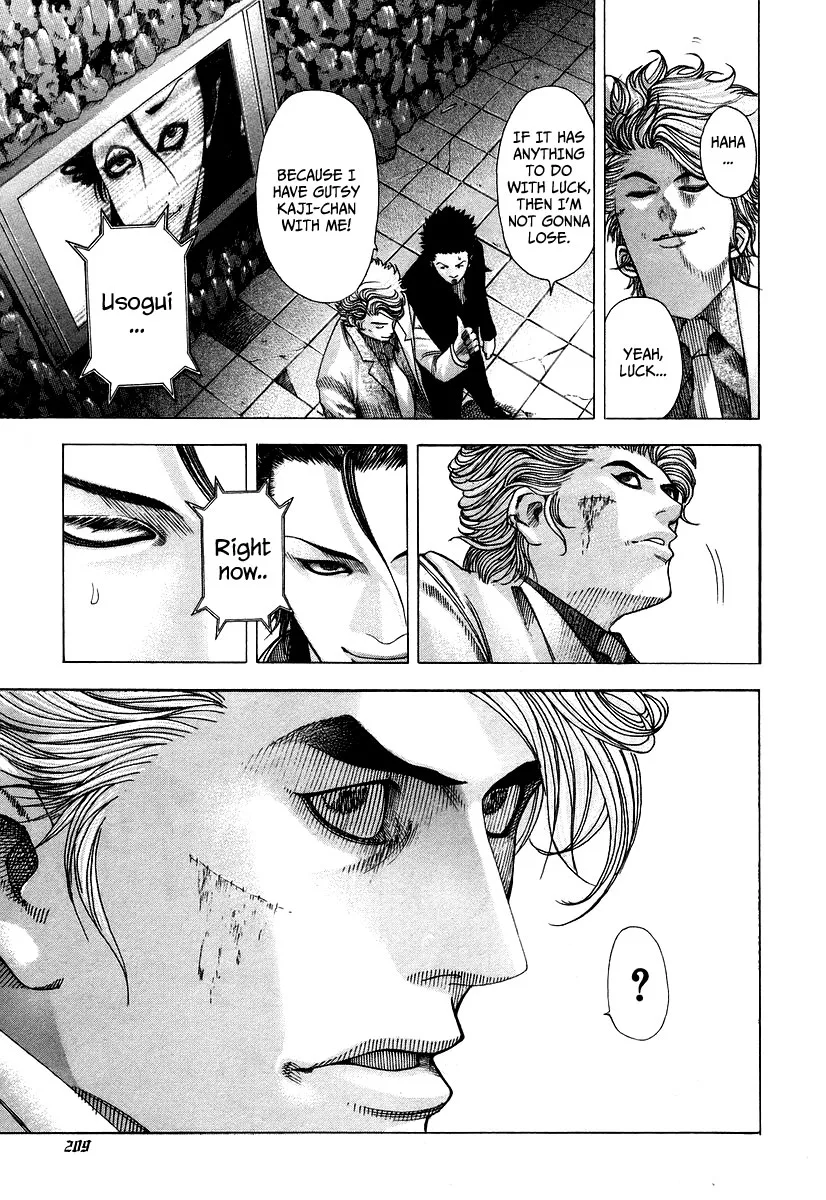 HAHA
...
YEAH,
LUCK...
IF IT HAS
ANYTHING
TO DO
WITH LUCK,
THEN I'M
NOT GONNA
LOSE.
BECAUSE I
HAVE GUTSY
KAJI-CHAN
WITH ME!
Usogui
...
Right
now..
?
209